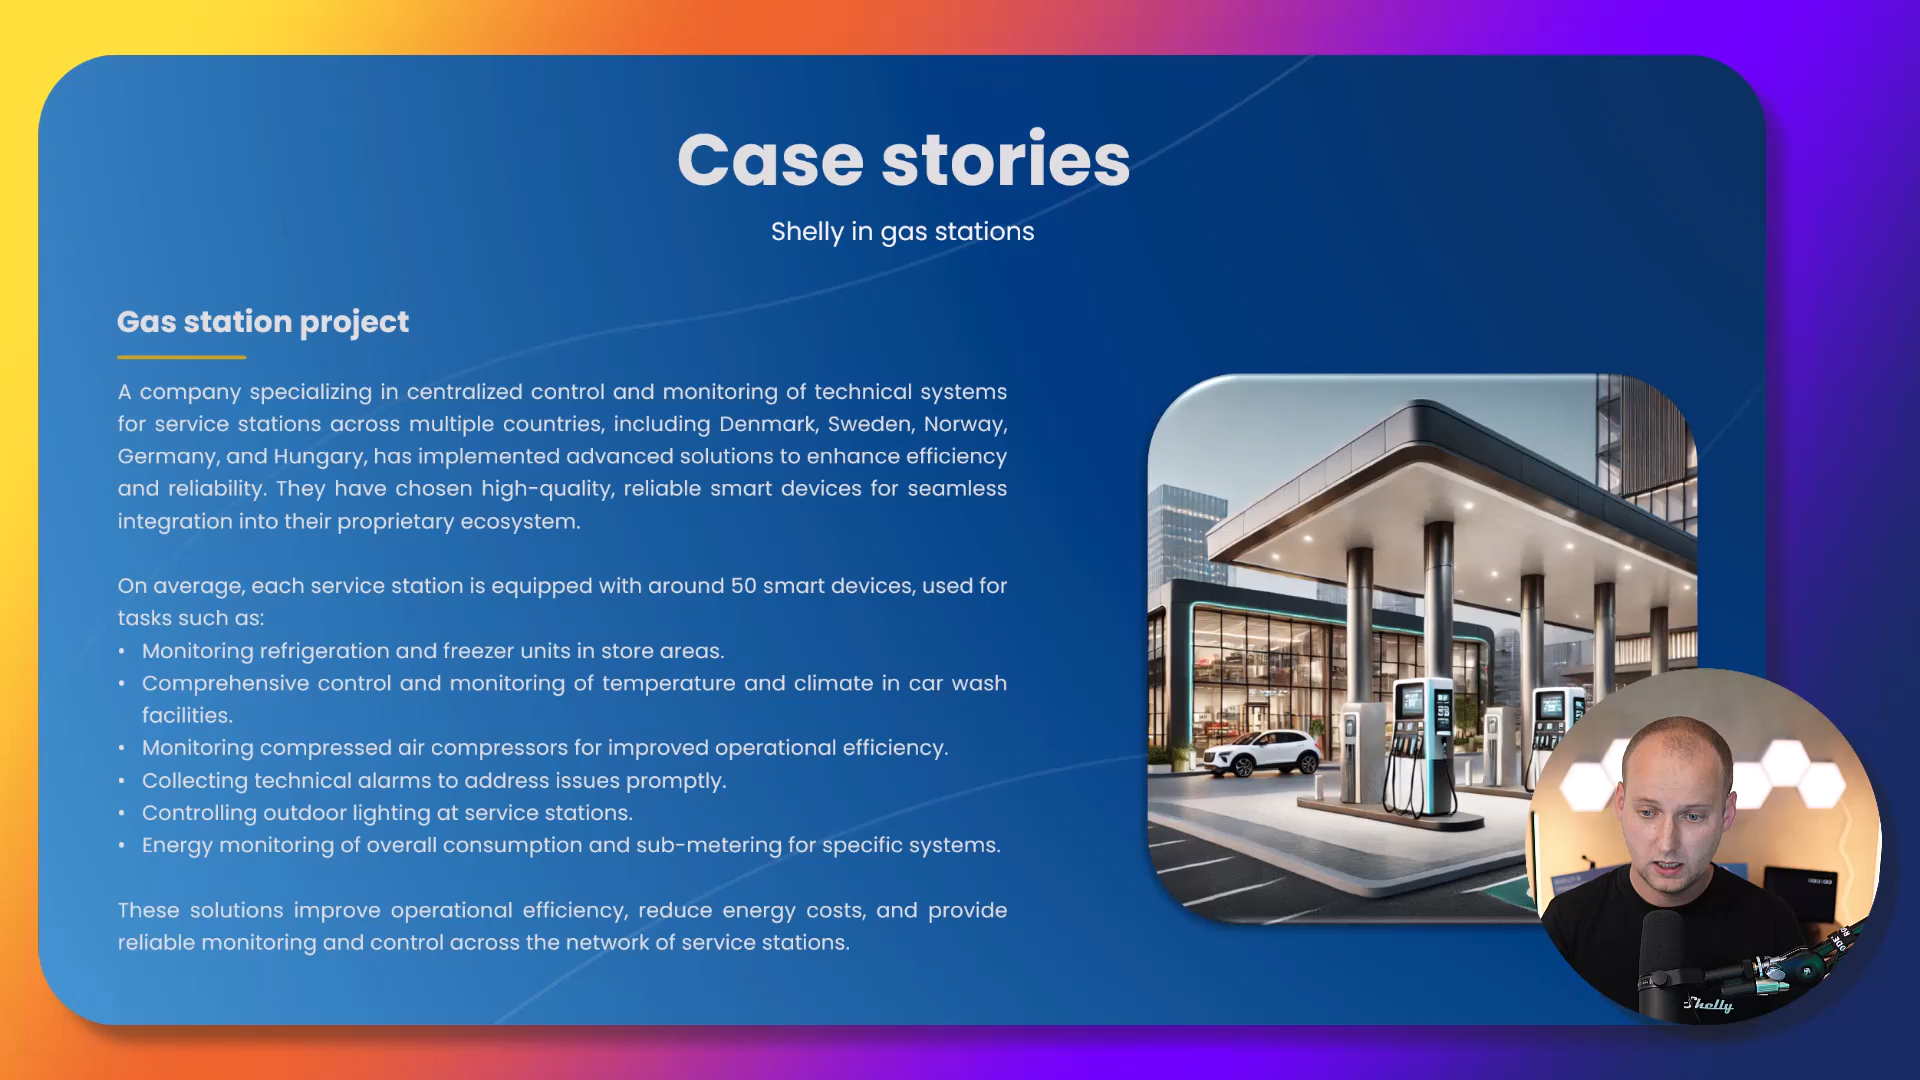 Case stories
Shelly in gas stations
Gas station project
A company specializing in centralized control and monitoring of technical systems
for service stations across multiple countries, including Denmark, Sweden, Norway,
Germany, and Hungary, has implemented advanced solutions to enhance efficiency
and reliability. They have chosen high-quality, reliable smart devices for seamless
integration into their proprietary ecosystem.
On average, each service station is equipped with around 50 smart devices, used for
tasks such as:
• Monitoring refrigeration and freezer units in store areas.
• Comprehensive control and monitoring of temperature and climate in car wash
facilities.
• Monitoring compressed air compressors for improved operational efficiency.
• Collecting technical alarms to address issues promptly.
• Controlling outdoor lighting at service stations.
• Energy monitoring of overall consumption and sub-metering for specific systems.
These solutions improve operational efficiency, reduce energy costs, and provide
reliable monitoring and control across the network of service stations.
Shelly